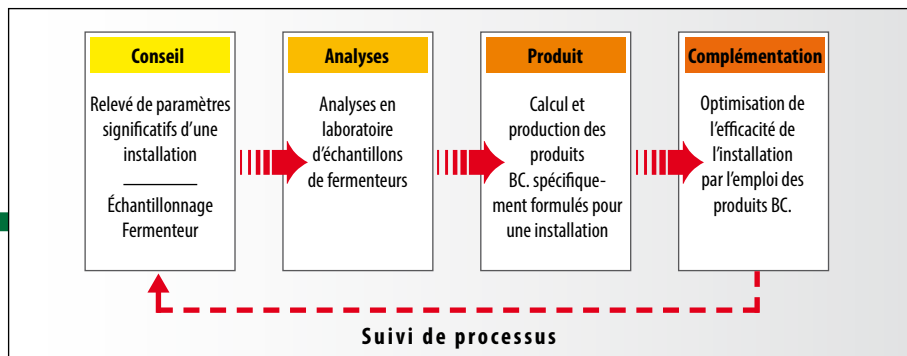 Conseil
Relevé de paramètres
significatifs d'une
installation
Échantillonnage
Fermenteur
Analyses
Analyses en
laboratoire
d'échantillons
de fermenteurs
Produit
Calcul et
production des
produits
BC. spécifique-
ment formulés pour
une installation
Complémentation
Optimisation de
l'efficacité de
l'installation
par l'emploi des
produits BC.
Suivi de processus